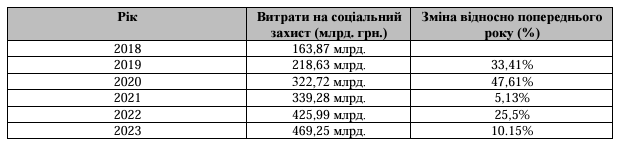 Рік Витрати на соціальний захист (млрд. грн.) Зміна відносно попереднього року (%)
2018 163,87 млрд.
2019 218,63 млрд. 33,41%
2020 322,72 млрд. 47,61%
2021 339,28 млрд. 5,13%
2022 425,99 млрд. 25,5%
2023 469,25 млрд. 10.15%